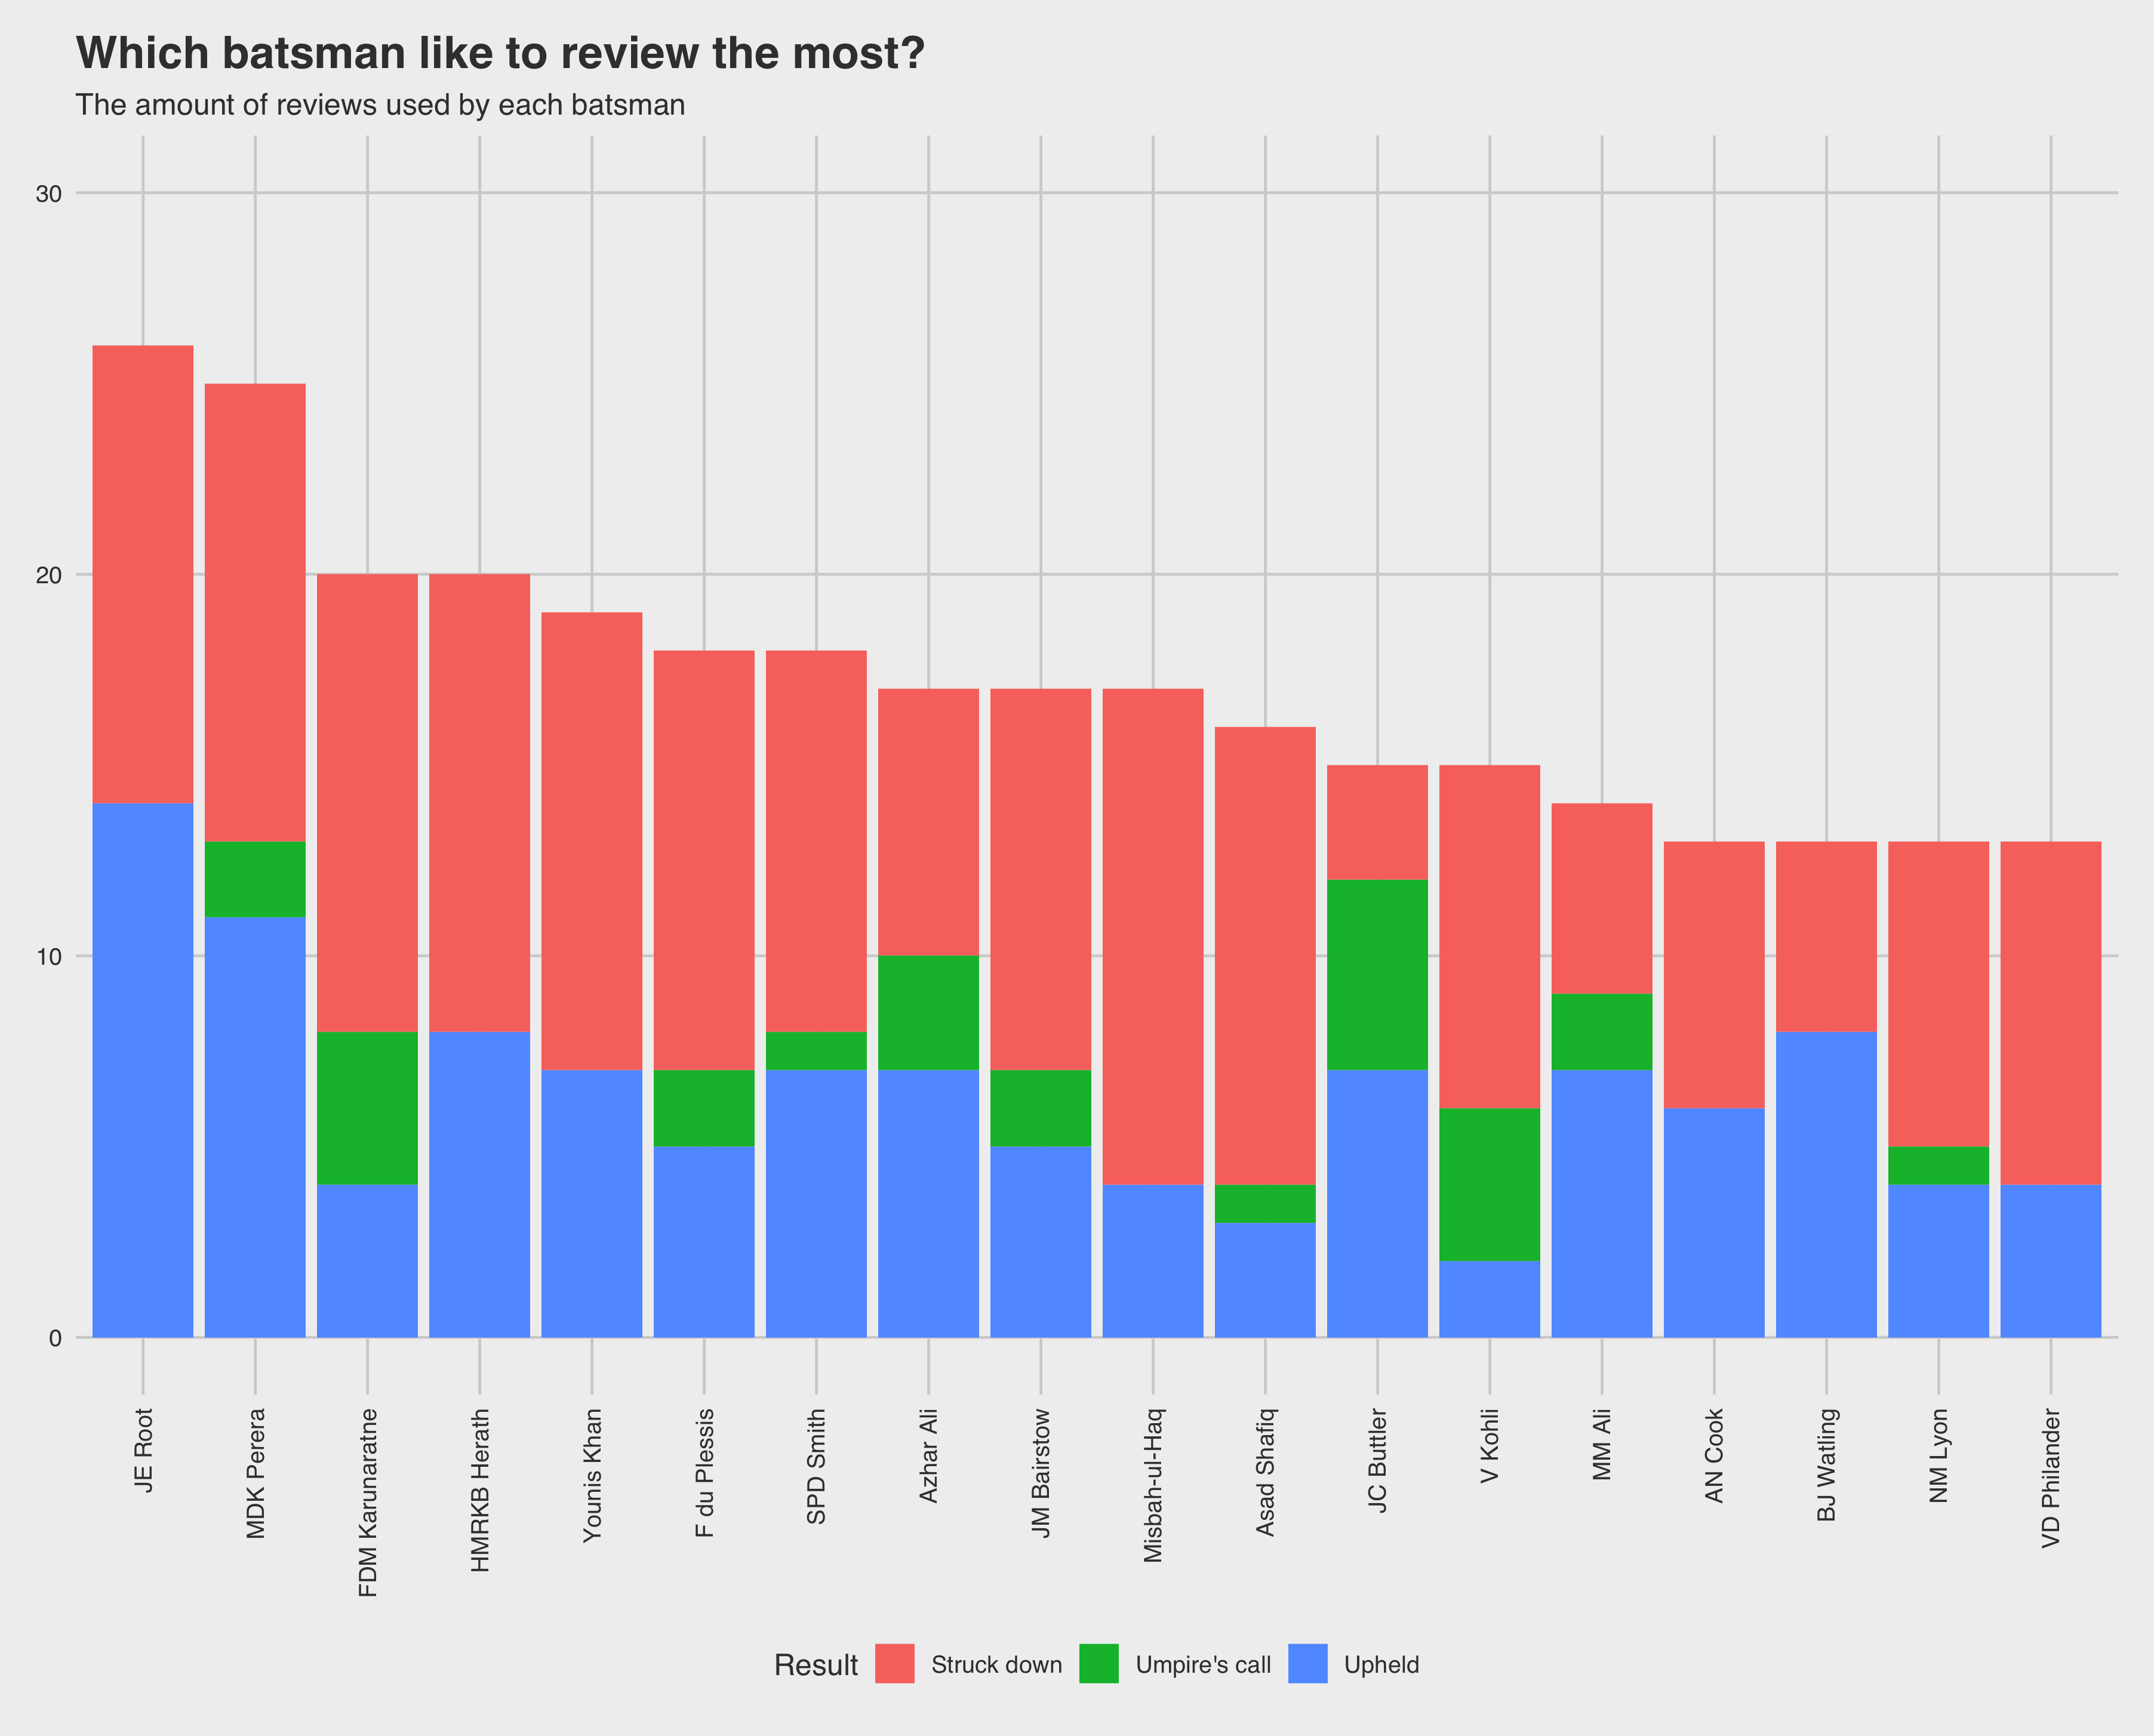 Which batsman like to review the most?
The amount of reviews used by each batsman
30
20
10
0
JE Root
MDK Perera
FDM Karunaratne
HMRKB Herath
Younis Khan
F du Plessis
SPD Smith
Azhar Ali
JM Bairstow
Misbah-ul-Haq
Asad Shafiq
JC Buttler
V Kohli
MM Ali
AN Cook
BJ Watling
NM Lyon
VD Philander
Result Struck down Umpire's call Upheld